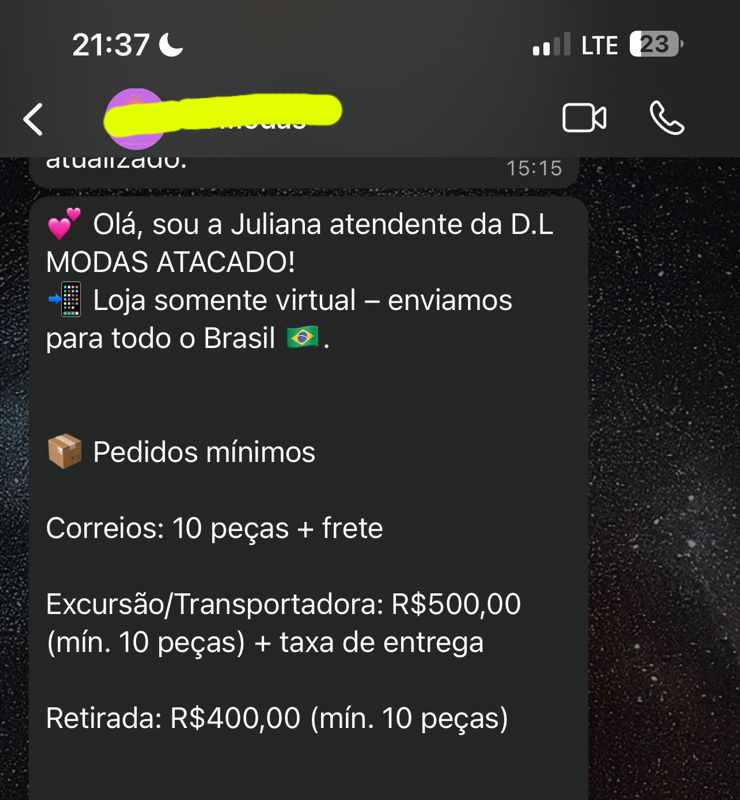 21:37
LTE
23
atualizado.
15:15
💕 Olá, sou a Juliana atendente da D.L
MODAS ATACADO!
📲 Loja somente virtual – enviamos
para todo o Brasil 🇧🇷.
📦 Pedidos mínimos
Correios: 10 peças + frete
Excursão/Transportadora: R$500,00
(mín. 10 peças) + taxa de entrega
Retirada: R$400,00 (mín. 10 peças)